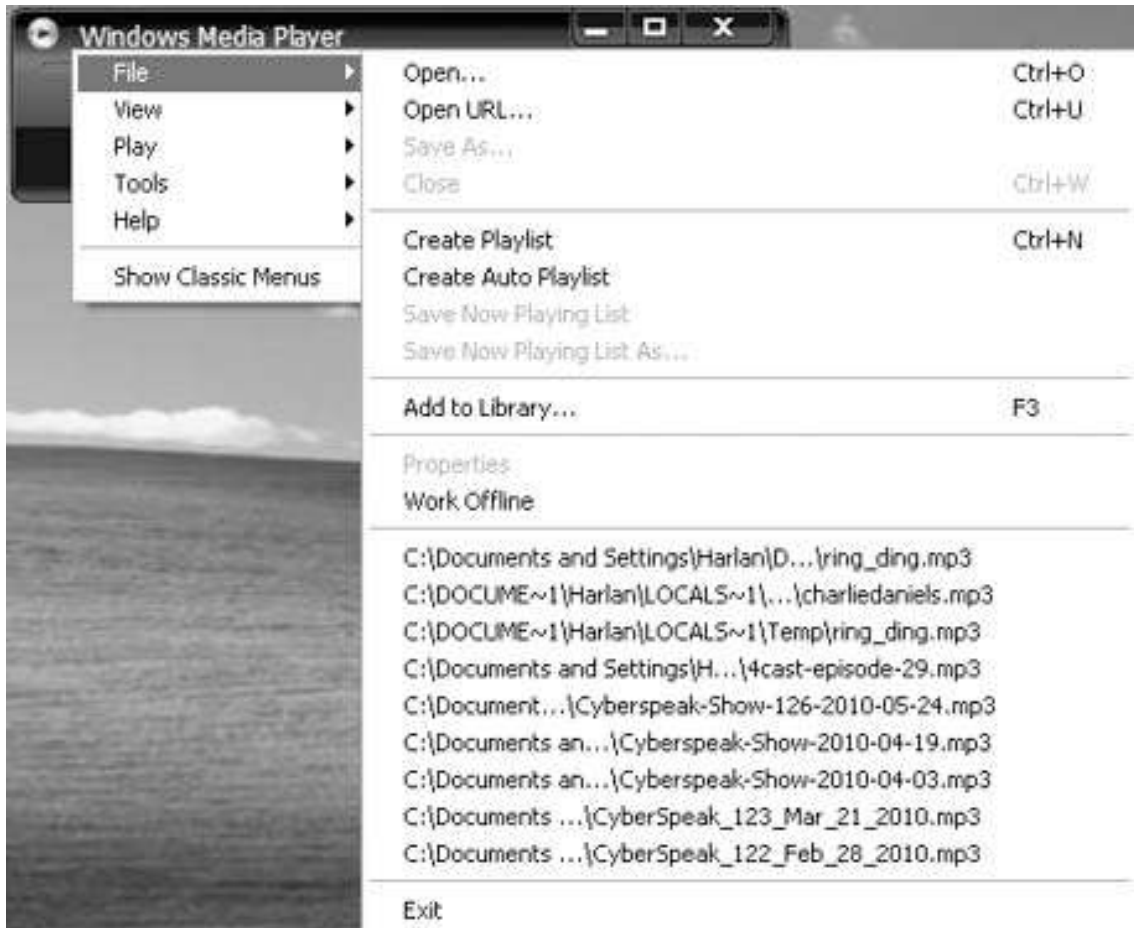 Windows Media Player
File
View
Play
Tools
Help
Show Classic Menus
Open... Ctrl+O
Open URL... Ctrl+U
Save As...
Close Ctrl+W
Create Playlist Ctrl+N
Create Auto Playlist
Save Now Playing List
Save Now Playing List As...
Add to Library... F3
Properties
Work Offline
C:\Documents and Settings\Harlan\D...\ring_ding.mp3
C:\DOCUME~1\Harlan\LOCALS~1\...\charliedaniels.mp3
C:\DOCUME~1\Harlan\LOCALS~1\Temp\ring_ding.mp3
C:\Documents and Settings\H...\4cast-episode-29.mp3
C:\Document...\Cyberspeak-Show-126-2010-05-24.mp3
C:\Documents an...\Cyberspeak-Show-2010-04-19.mp3
C:\Documents an...\Cyberspeak-Show-2010-04-03.mp3
C:\Documents ...\CyberSpeak_123_Mar_21_2010.mp3
C:\Documents ...\CyberSpeak_122_Feb_28_2010.mp3
Exit